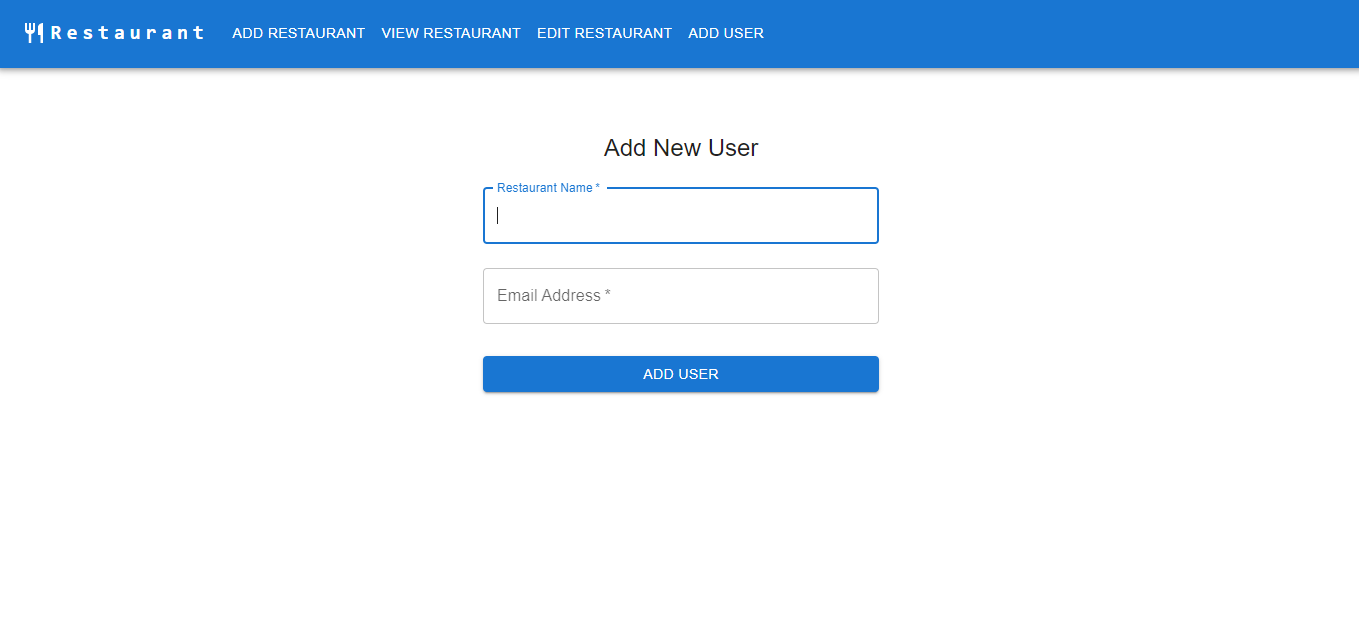 Restaurant ADD RESTAURANT VIEW RESTAURANT EDIT RESTAURANT ADD USER
Add New User
Restaurant Name *
Email Address *
ADD USER